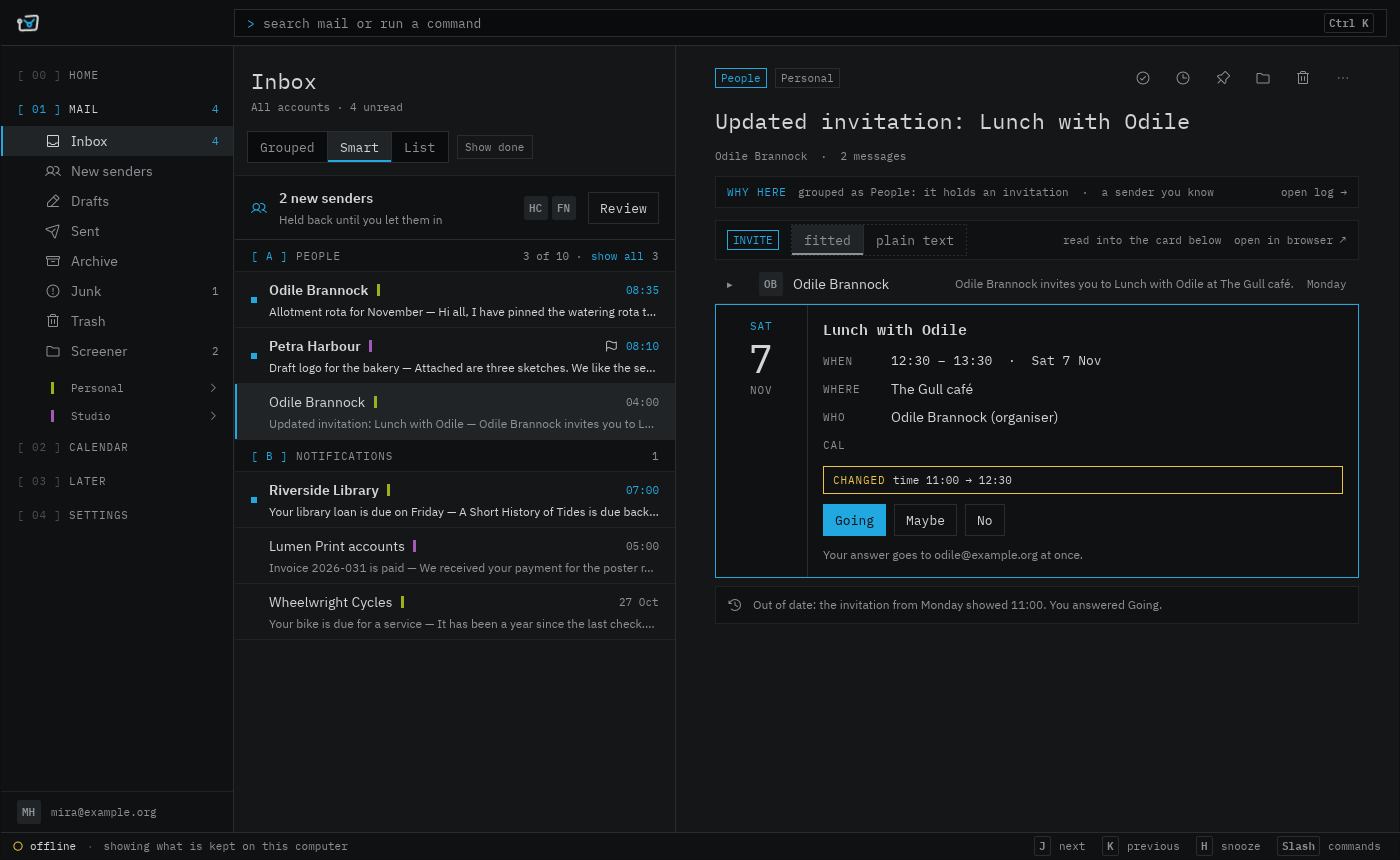 > search mail or run a command Ctrl K
[ 00 ] HOME
[ 01 ] MAIL 4
Inbox 4
New senders
Drafts
Sent
Archive
Junk 1
Trash
Screener 2
Personal
Studio
[ 02 ] CALENDAR
[ 03 ] LATER
[ 04 ] SETTINGS
MH mira@example.org
Inbox
All accounts · 4 unread
Grouped Smart List Show done
2 new senders
Held back until you let them in
HC FN Review
[ A ] PEOPLE 3 of 10 · show all 3
Odile Brannock 08:35
Allotment rota for November — Hi all, I have pinned the watering rota t…
Petra Harbour 08:10
Draft logo for the bakery — Attached are three sketches. We like the se…
Odile Brannock 04:00
Updated invitation: Lunch with Odile — Odile Brannock invites you to L…
[ B ] NOTIFICATIONS 1
Riverside Library 07:00
Your library loan is due on Friday — A Short History of Tides is due back…
Lumen Print accounts 05:00
Invoice 2026-031 is paid — We received your payment for the poster r…
Wheelwright Cycles 27 Oct
Your bike is due for a service — It has been a year since the last check.…
People Personal
Updated invitation: Lunch with Odile
Odile Brannock · 2 messages
WHY HERE grouped as People: it holds an invitation · a sender you know open log →
INVITE fitted plain text read into the card below open in browser ↗
▸ OB Odile Brannock Odile Brannock invites you to Lunch with Odile at The Gull café. Monday
SAT
7
NOV
Lunch with Odile
WHEN 12:30 – 13:30 · Sat 7 Nov
WHERE The Gull café
WHO Odile Brannock (organiser)
CAL
CHANGED time 11:00 → 12:30
Going Maybe No
Your answer goes to odile@example.org at once.
Out of date: the invitation from Monday showed 11:00. You answered Going.
offline · showing what is kept on this computer
J next K previous H snooze Slash commands